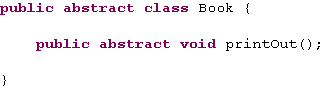 public abstract class Book {
public abstract void printOut();
}